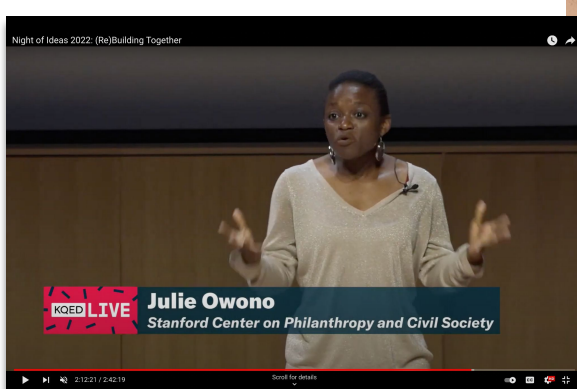 Night of Ideas 2022: (Re)Building Together
KQED LIVE
Julie Owono
Stanford Center on Philanthropy and Civil Society
2:12:21 / 2:42:19
Scroll for details
CC